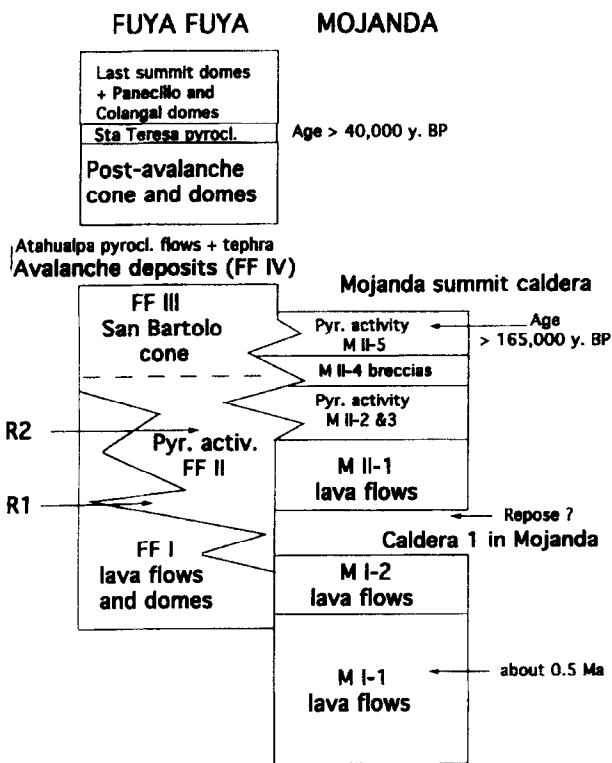 FUYA FUYA
MOJANDA
Last summit domes
+ Panecillo and
Colangal domes
Sta Teresa pyrocl.
Age > 40,000 y. BP
Post-avalanche
cone and domes
Atahualpa pyrocl. flows + tephra
Avalanche deposits (FF IV)
Mojanda summit caldera
FF III
San Bartolo
cone
Pyr. activity
M II-5
Age
> 165,000 y. BP
M II-4 breccias
Pyr. activity
M II-2 &3
R2
Pyr. activ.
FF II
M II-1
lava flows
R1
Repose ?
Caldera 1 in Mojanda
FF I
lava flows
and domes
M I-2
lava flows
M I-1
lava flows
about 0.5 Ma